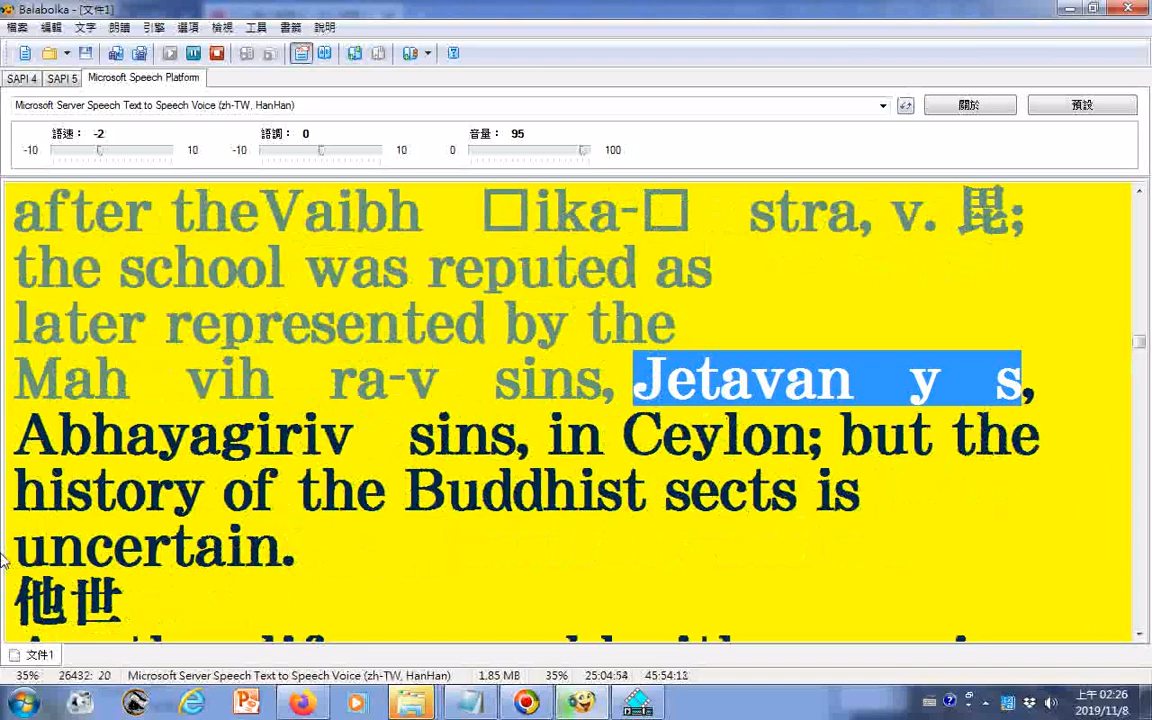 Balabolka - [文件1]
檔案 編輯 文字 朗讀 引擎 選項 檢視 工具 書籤 說明
SAPI 4 SAPI 5 Microsoft Speech Platform
Microsoft Server Speech Text to Speech Voice (zh-TW, HanHan) 關於 預設
語速： -2 語調： 0 音量： 95
-10 10 -10 10 0 100
after theVaibh □ika-□ stra, v. 毘;
the school was reputed as
later represented by the
Mah vih ra-v sins, Jetavan y s,
Abhayagiriv sins, in Ceylon; but the
history of the Buddhist sects is
uncertain.
他世
文件1
35% 26432: 20 Microsoft Server Speech Text to Speech Voice (zh-TW, HanHan) 1.85 MB 35% 25:04:54 45:54:13
上午 02:26
2019/11/8